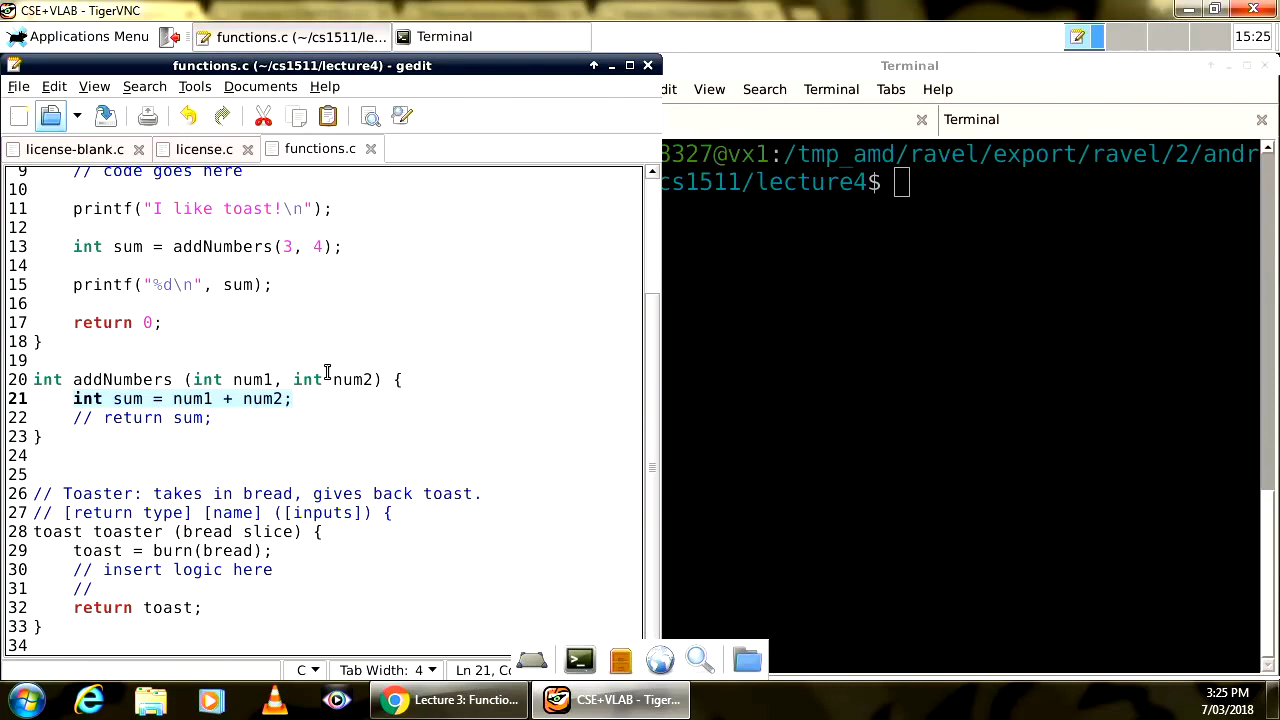 CSE+VLAB - TigerVNC
Applications Menu
functions.c (~/cs1511/le...
Terminal
15:25
functions.c (~/cs1511/lecture4) - gedit
Terminal
File Edit View Search Tools Documents Help
dit View Search Terminal Tabs Help
license-blank.c
license.c
functions.c
Terminal
9 // code goes here
10
11 printf("I like toast!\n");
12
13 int sum = addNumbers(3, 4);
14
15 printf("%d\n", sum);
16
17 return 0;
18 }
19
20 int addNumbers (int num1, int num2) {
21 int sum = num1 + num2;
22 // return sum;
23 }
24
25
26 // Toaster: takes in bread, gives back toast.
27 // [return type] [name] ([inputs]) {
28 toast toaster (bread slice) {
29 toast = burn(bread);
30 // insert logic here
31 //
32 return toast;
33 }
34
8327@vx1:/tmp_amd/ravel/export/ravel/2/andr
cs1511/lecture4$
C
Tab Width: 4
Ln 21, Co
Lecture 3: Functio...
CSE+VLAB - Tiger...
3:25 PM
7/03/2018